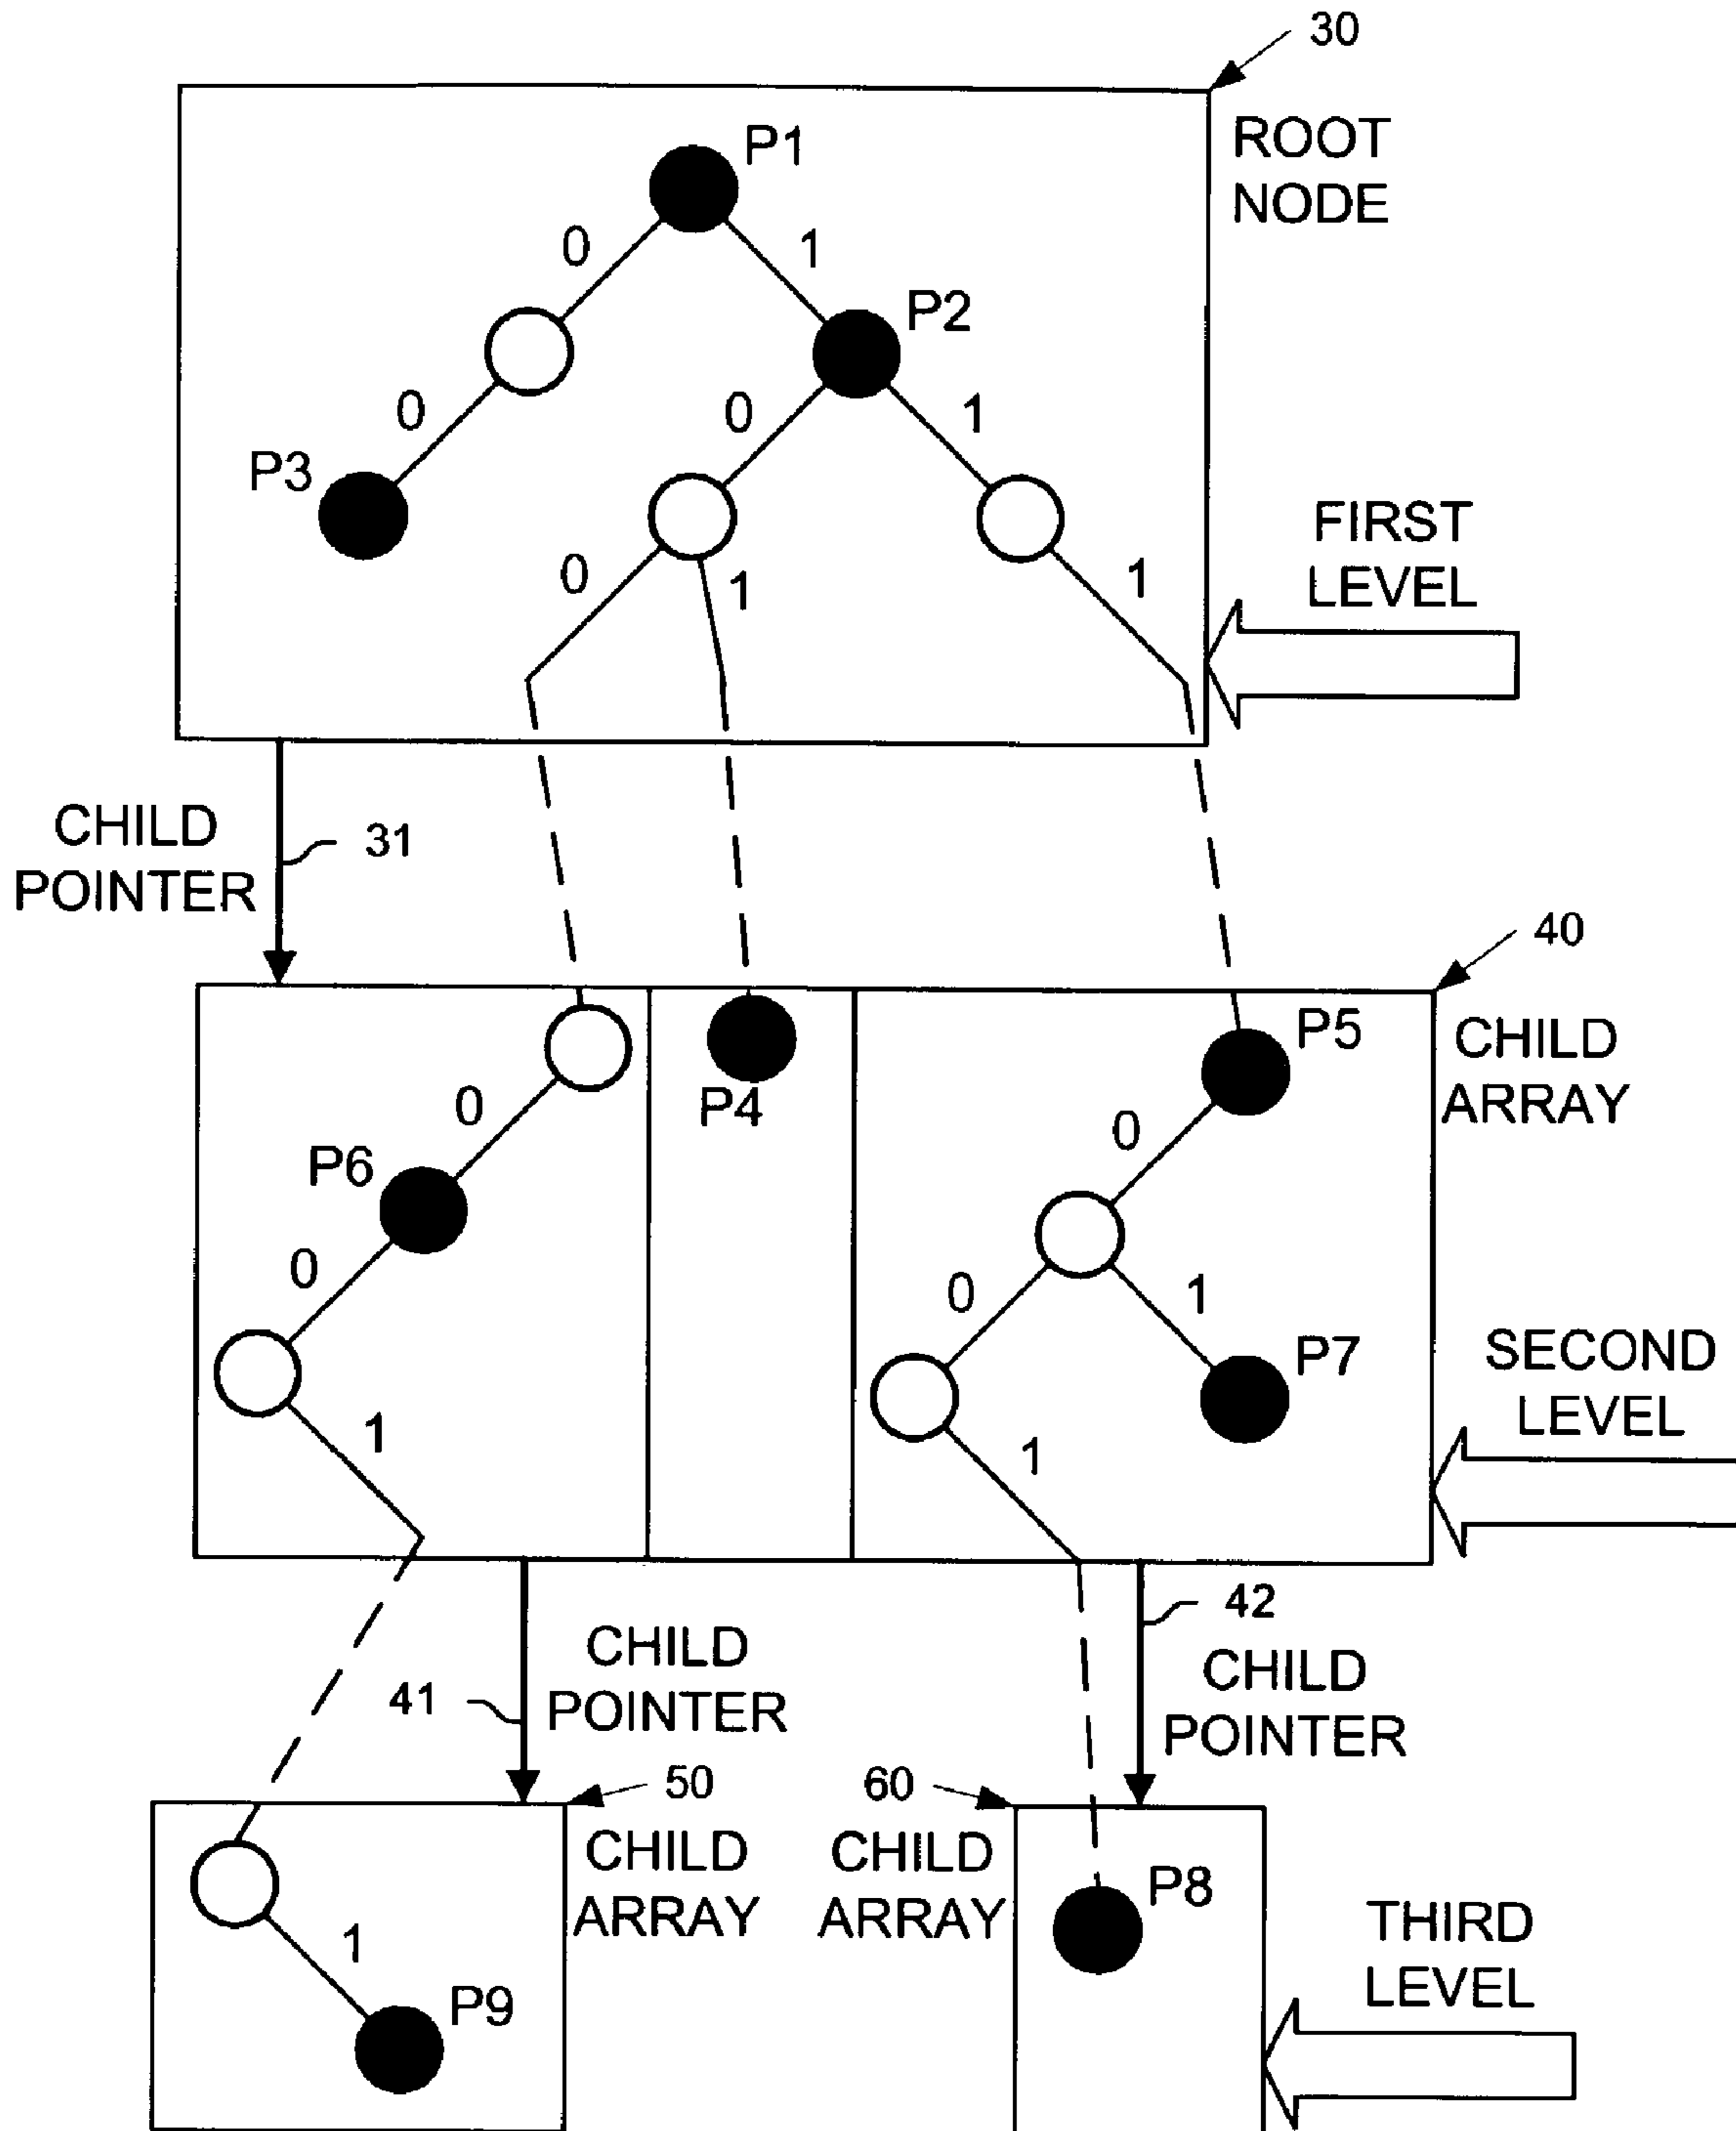 30
ROOT
NODE
P1
0
1
P2
0
0
1
P3
FIRST
LEVEL
0
1
1
CHILD
POINTER
31
40
CHILD
ARRAY
P5
P4
0
0
P6
0
0
1
P7
SECOND
LEVEL
1
1
42
CHILD
POINTER
41
CHILD
POINTER
50
60
CHILD
ARRAY
CHILD
ARRAY
P8
1
THIRD
LEVEL
P9